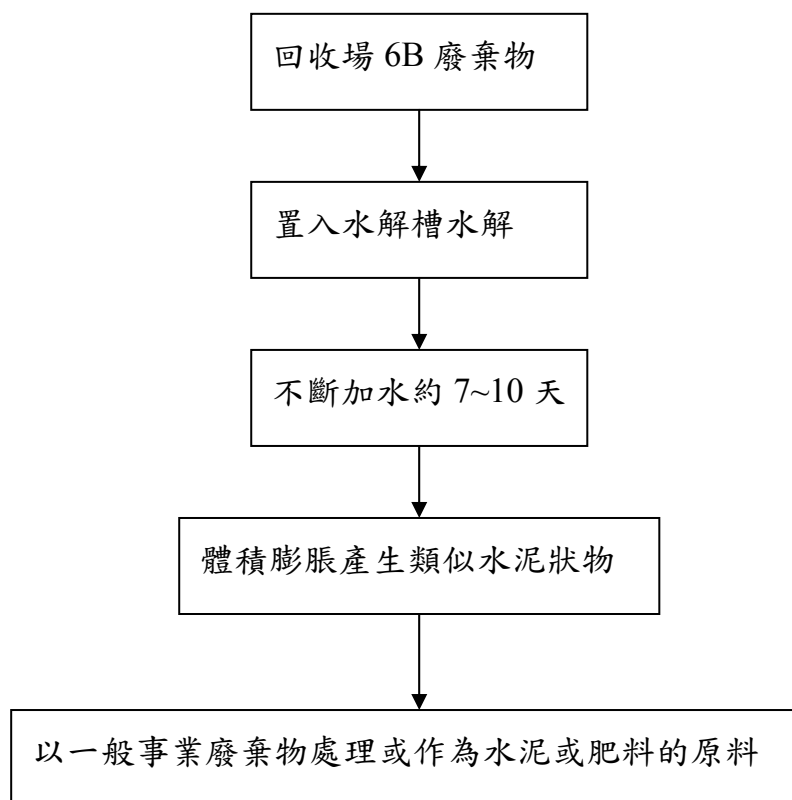 回收場 6B 廢棄物
置入水解槽水解
不斷加水約 7~10 天
體積膨脹產生類似水泥狀物
以一般事業廢棄物處理或作為水泥或肥料的原料